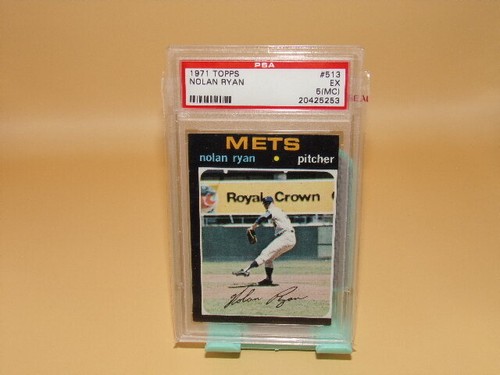 PSA
1971 TOPPS #513
NOLAN RYAN EX
5(MC)
20425253
METS
nolan ryan • pitcher
Royal Crown
Nolan Ryan